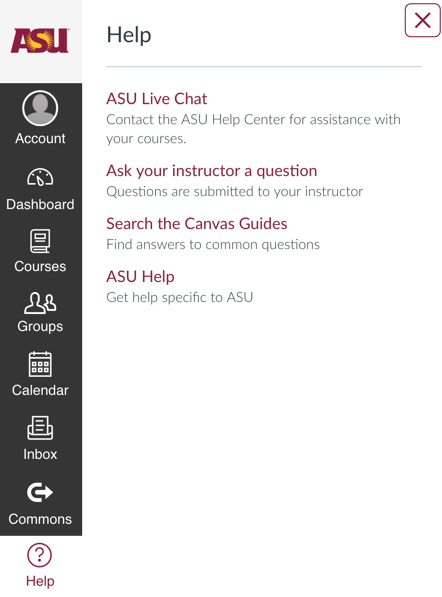 ASU
Account
Dashboard
Courses
Groups
Calendar
Inbox
Commons
Help
Help
ASU Live Chat
Contact the ASU Help Center for assistance with
your courses.
Ask your instructor a question
Questions are submitted to your instructor
Search the Canvas Guides
Find answers to common questions
ASU Help
Get help specific to ASU